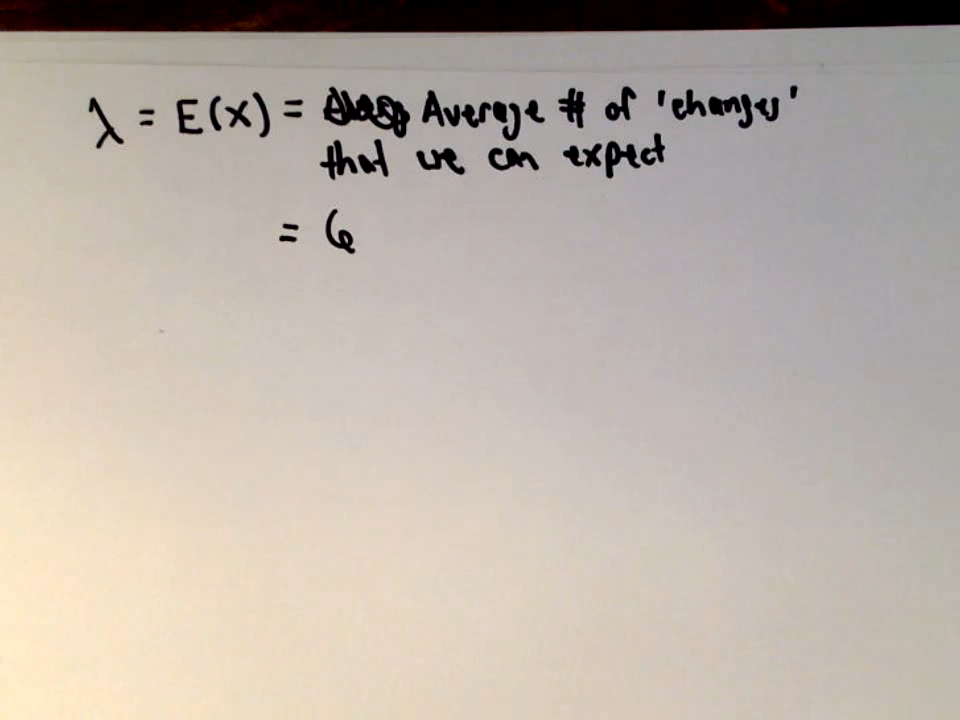 λ = E(X) = Average # of 'changes'
that we can expect
= 6